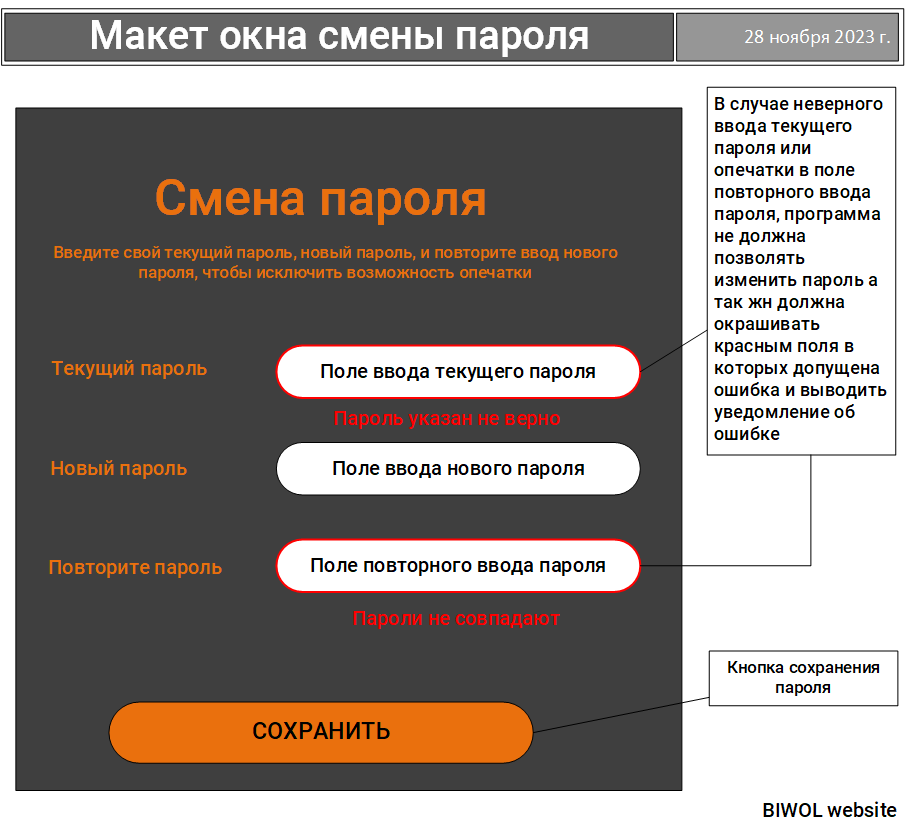 Макет окна смены пароля
28 ноября 2023 г.
Смена пароля
Введите свой текущий пароль, новый пароль, и повторите ввод нового
пароля, чтобы исключить возможность опечатки
Текущий пароль
Поле ввода текущего пароля
Пароль указан не верно
Новый пароль
Поле ввода нового пароля
Повторите пароль
Поле повторного ввода пароля
Пароли не совпадают
СОХРАНИТЬ
В случае неверного
ввода текущего
пароля или
опечатки в поле
повторного ввода
пароля, программа
не должна
позволять
изменить пароль а
так жн должна
окрашивать
красным поля в
которых допущена
ошибка и выводить
уведомление об
ошибке
Кнопка сохранения
пароля
BIWOL website